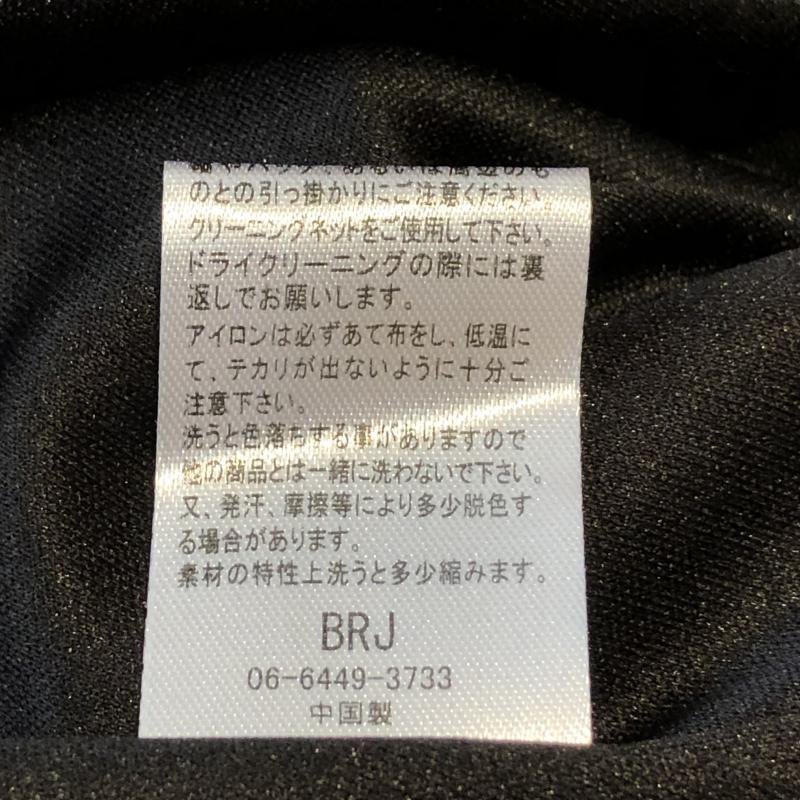 のとの引っ掛かりにご注意ください。
クリーニングネットをご使用して下さい。
ドライクリーニングの際には裏
返しでお願いします。
アイロンは必ずあて布をし、低温に
て、テカリが出ないように十分ご
注意下さい。
洗うと色落ちする事がありますので
他の商品とは一緒に洗わないで下さい。
又、発汗、摩擦等により多少脱色す
る場合があります。
素材の特性上洗うと多少縮みます。
BRJ
06-6449-3733
中国製